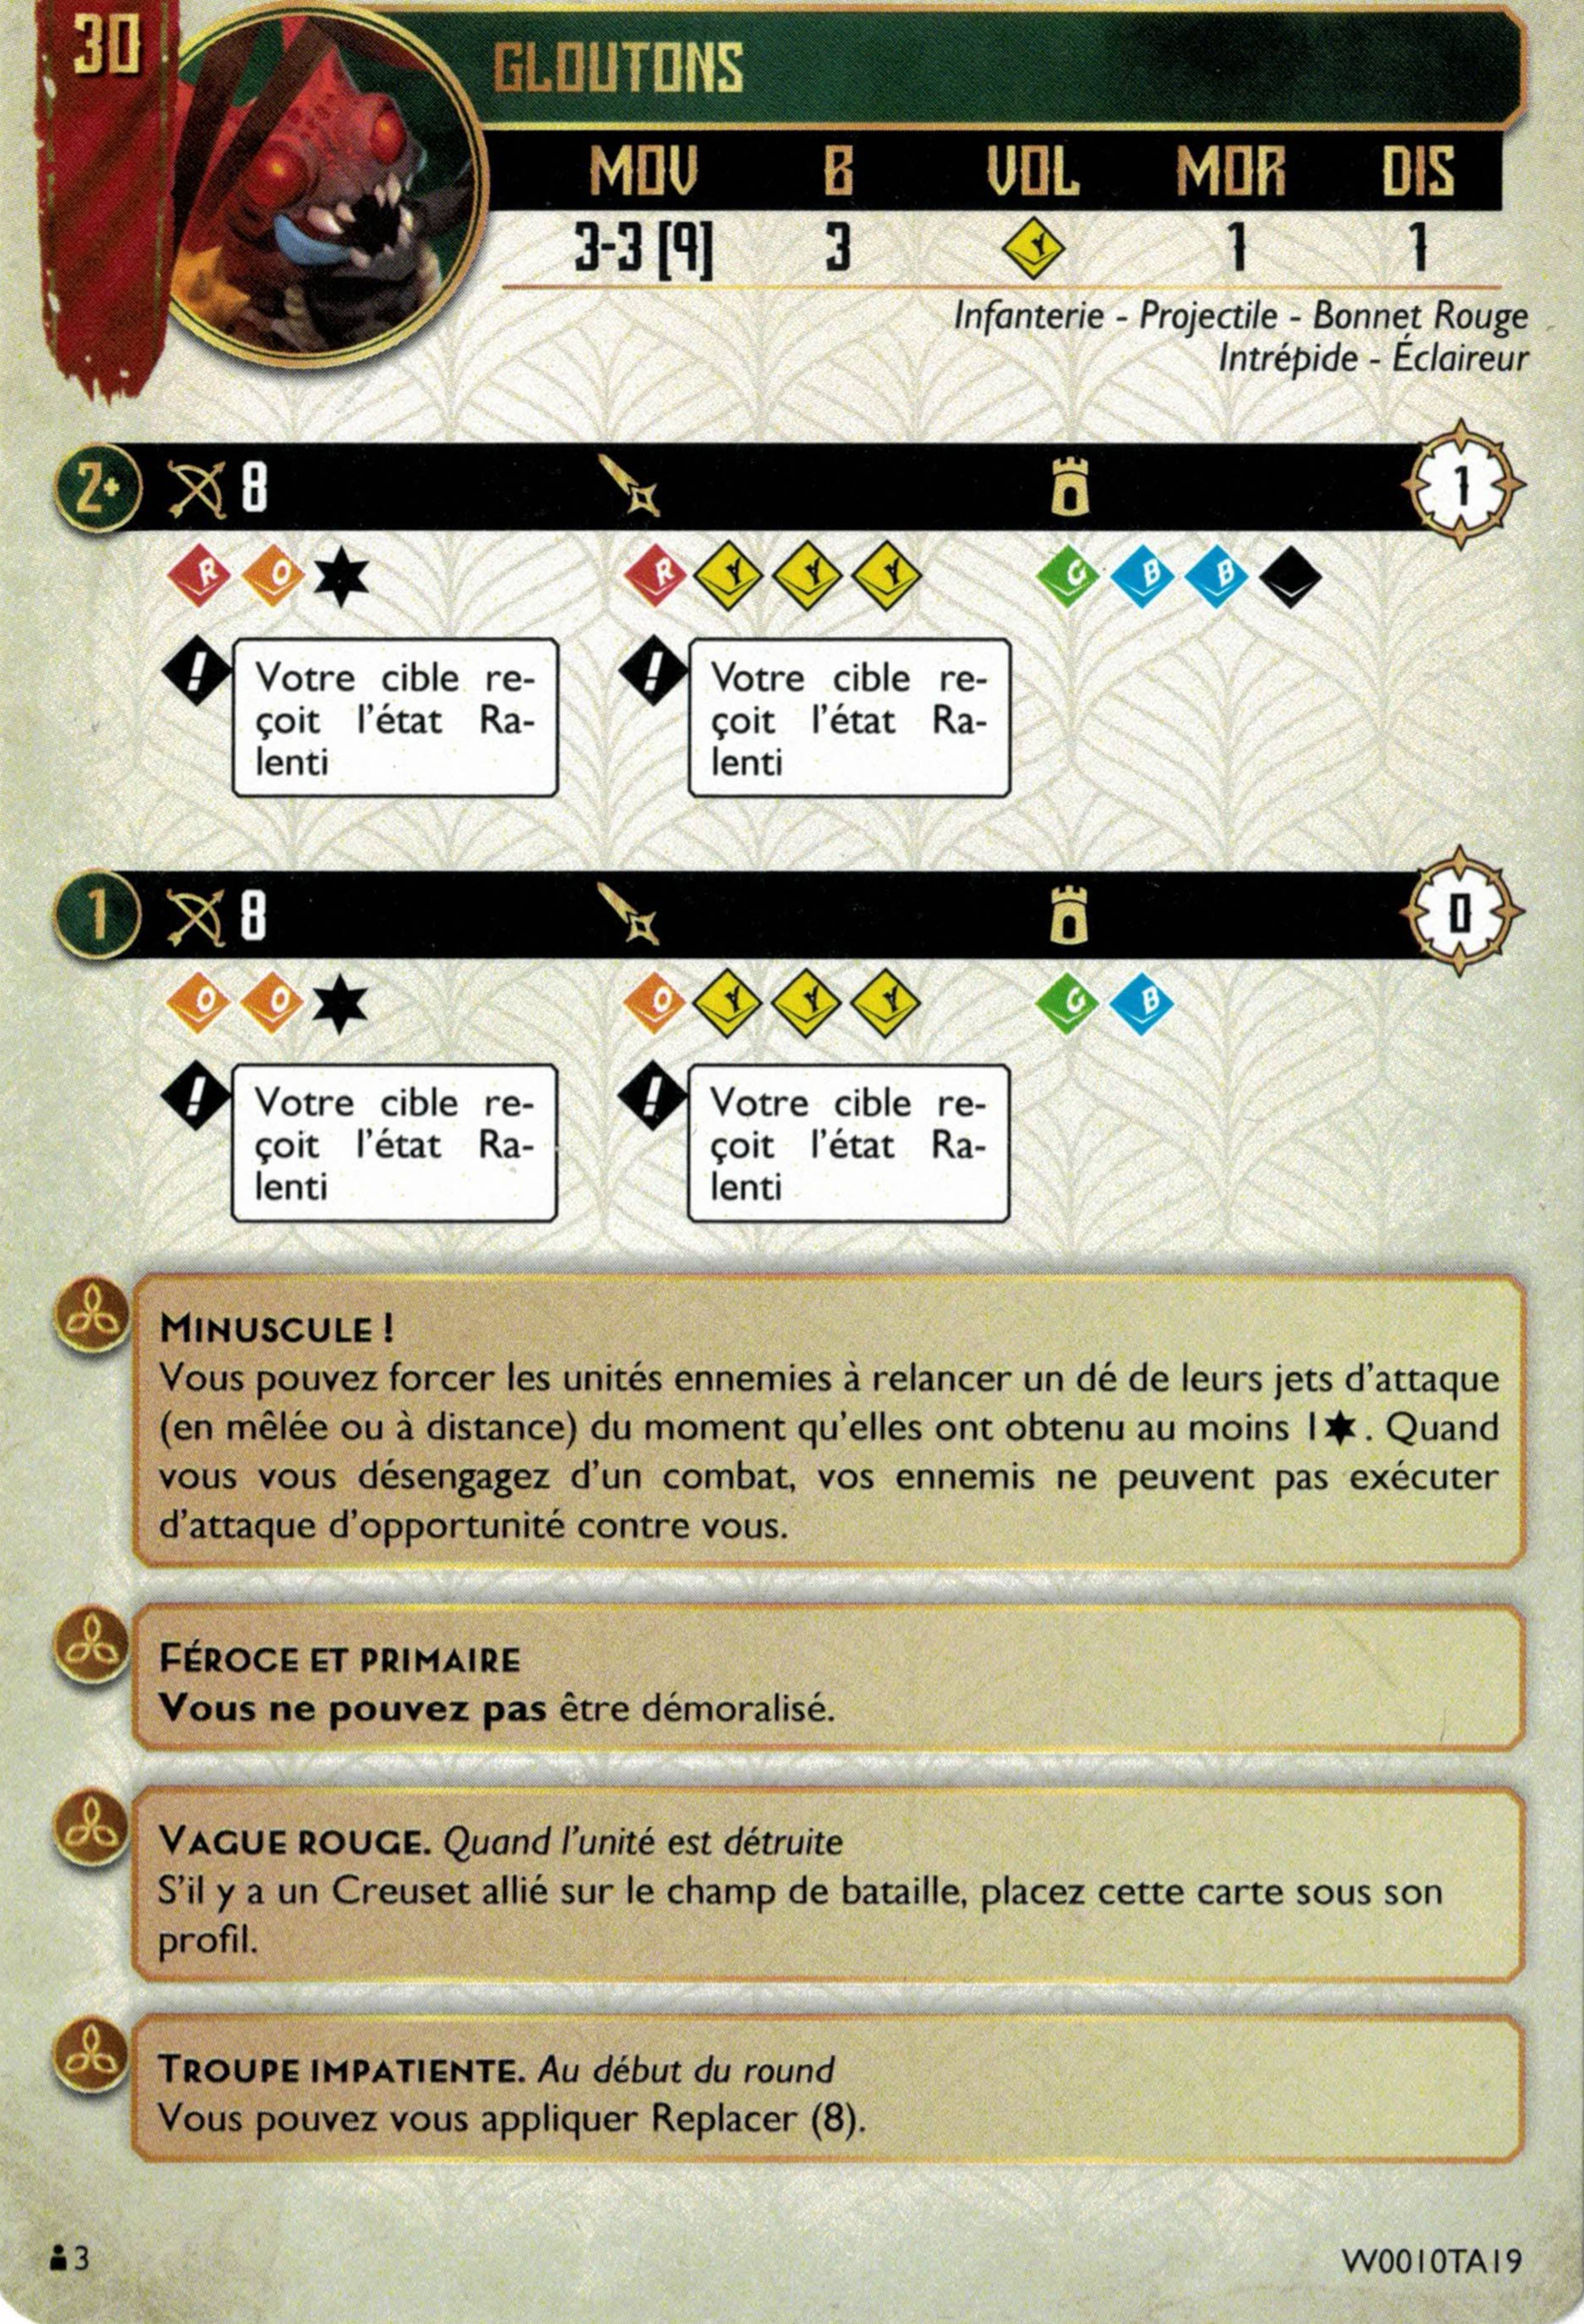 30
GLOUTONS
MOV B VOL MOR DIS
3-3 [9] 3 Y 1 1
Infanterie - Projectile - Bonnet Rouge
Intrépide - Éclaireur
2+ 8 1
R O R Y Y Y G B B
! Votre cible re-
çoit l'état Ra-
lenti
! Votre cible re-
çoit l'état Ra-
lenti
1 8 0
O O O Y Y Y G B
! Votre cible re-
çoit l'état Ra-
lenti
! Votre cible re-
çoit l'état Ra-
lenti
MINUSCULE !
Vous pouvez forcer les unités ennemies à relancer un dé de leurs jets d'attaque
(en mêlée ou à distance) du moment qu'elles ont obtenu au moins 1✶. Quand
vous vous désengagez d'un combat, vos ennemis ne peuvent pas exécuter
d'attaque d'opportunité contre vous.
FÉROCE ET PRIMAIRE
Vous ne pouvez pas être démoralisé.
VAGUE ROUGE. Quand l'unité est détruite
S'il y a un Creuset allié sur le champ de bataille, placez cette carte sous son
profil.
TROUPE IMPATIENTE. Au début du round
Vous pouvez vous appliquer Replacer (8).
3
W0010TA19